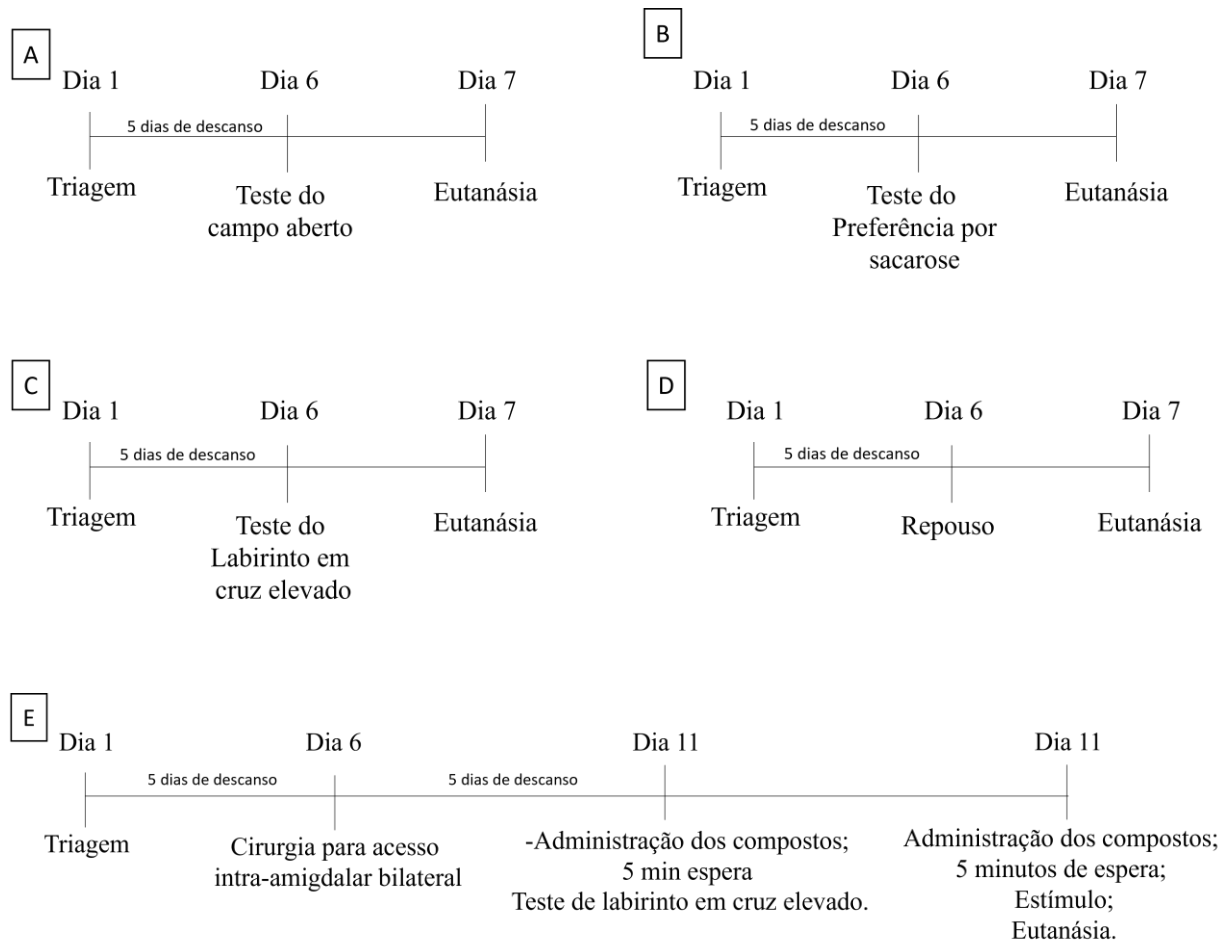 A
Dia 1
Dia 6
Dia 7
5 dias de descanso
Triagem
Teste do
campo aberto
Eutanásia
B
Dia 1
Dia 6
Dia 7
5 dias de descanso
Triagem
Teste do
Preferência por
sacarose
Eutanásia
C
Dia 1
Dia 6
Dia 7
5 dias de descanso
Triagem
Teste do
Labirinto em
cruz elevado
Eutanásia
D
Dia 1
Dia 6
Dia 7
5 dias de descanso
Triagem
Repouso
Eutanásia
E
Dia 1
Dia 6
Dia 11
Dia 11
5 dias de descanso
5 dias de descanso
Triagem
Cirurgia para acesso
intra-amigdalar bilateral
-Administração dos compostos;
5 min espera
Teste de labirinto em cruz elevado.
Administração dos compostos;
5 minutos de espera;
Estímulo;
Eutanásia.